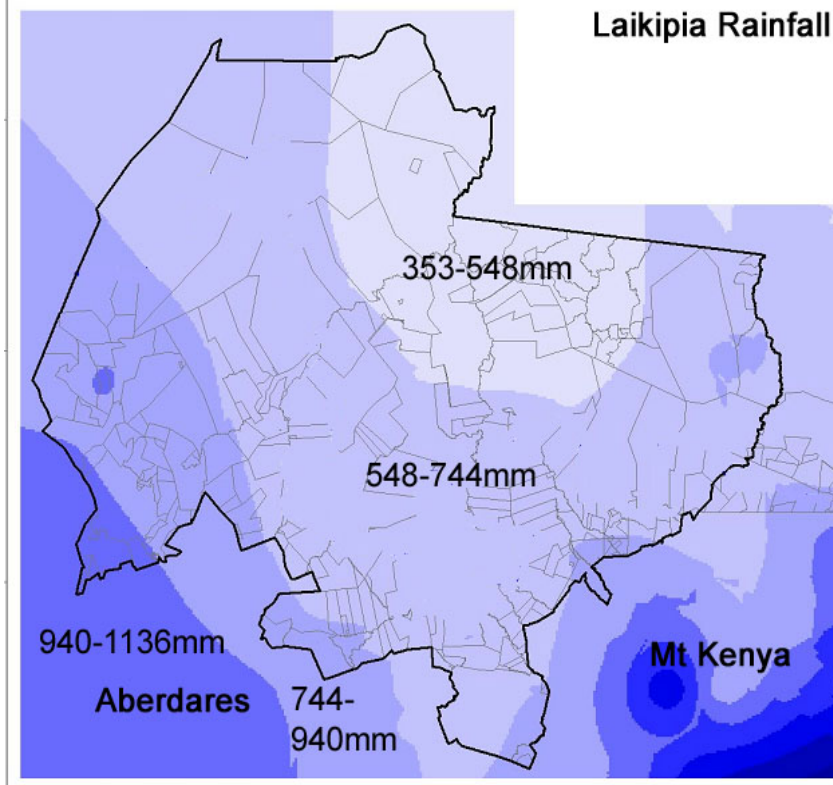 Laikipia Rainfall
353-548mm
548-744mm
940-1136mm
Mt Kenya
Aberdares
744-
940mm